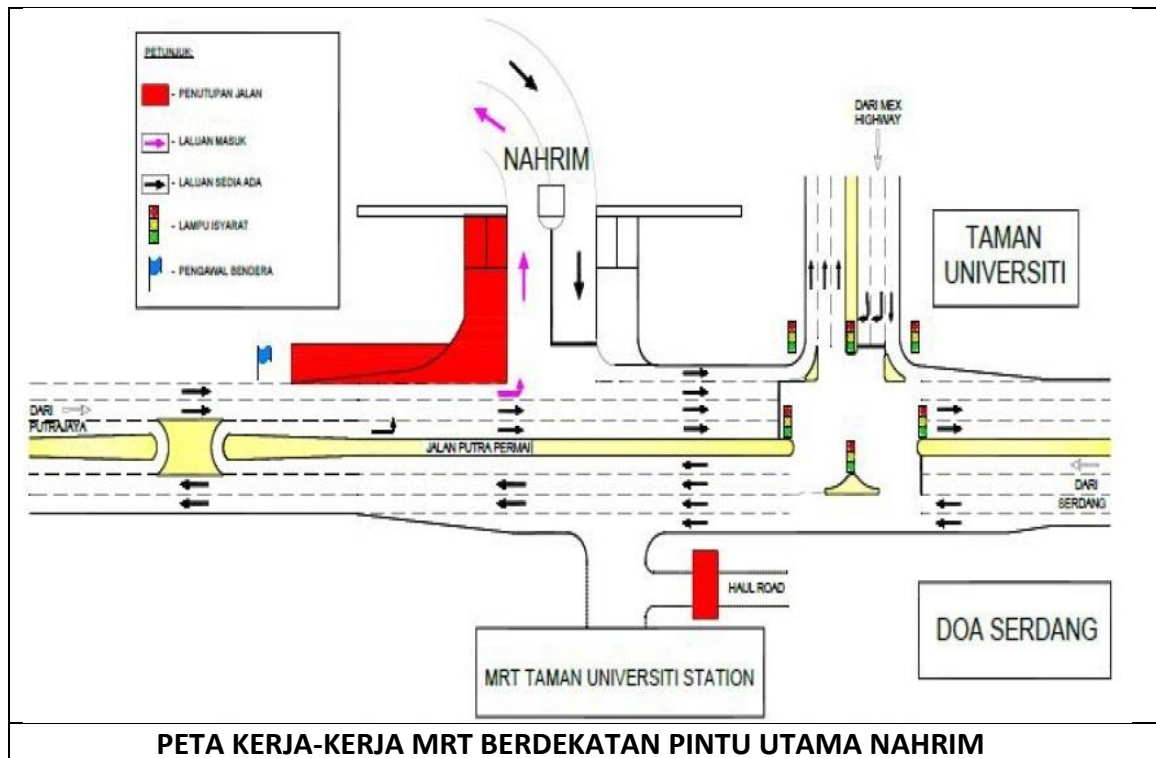 PETUNJUK:
- PENUTUPAN JALAN
- LALUAN MASUK
- LALUAN SEDIA ADA
- LAMPU ISYARAT
- PENGAWAL BENDERA
NAHRIM
DARI MEX
HIGHWAY
TAMAN
UNIVERSITI
DARI
PUTRAJAYA
JALAN PUTRA PERMAI
DARI
SERDANG
HAUL ROAD
DOA SERDANG
MRT TAMAN UNIVERSITI STATION
PETA KERJA-KERJA MRT BERDEKATAN PINTU UTAMA NAHRIM